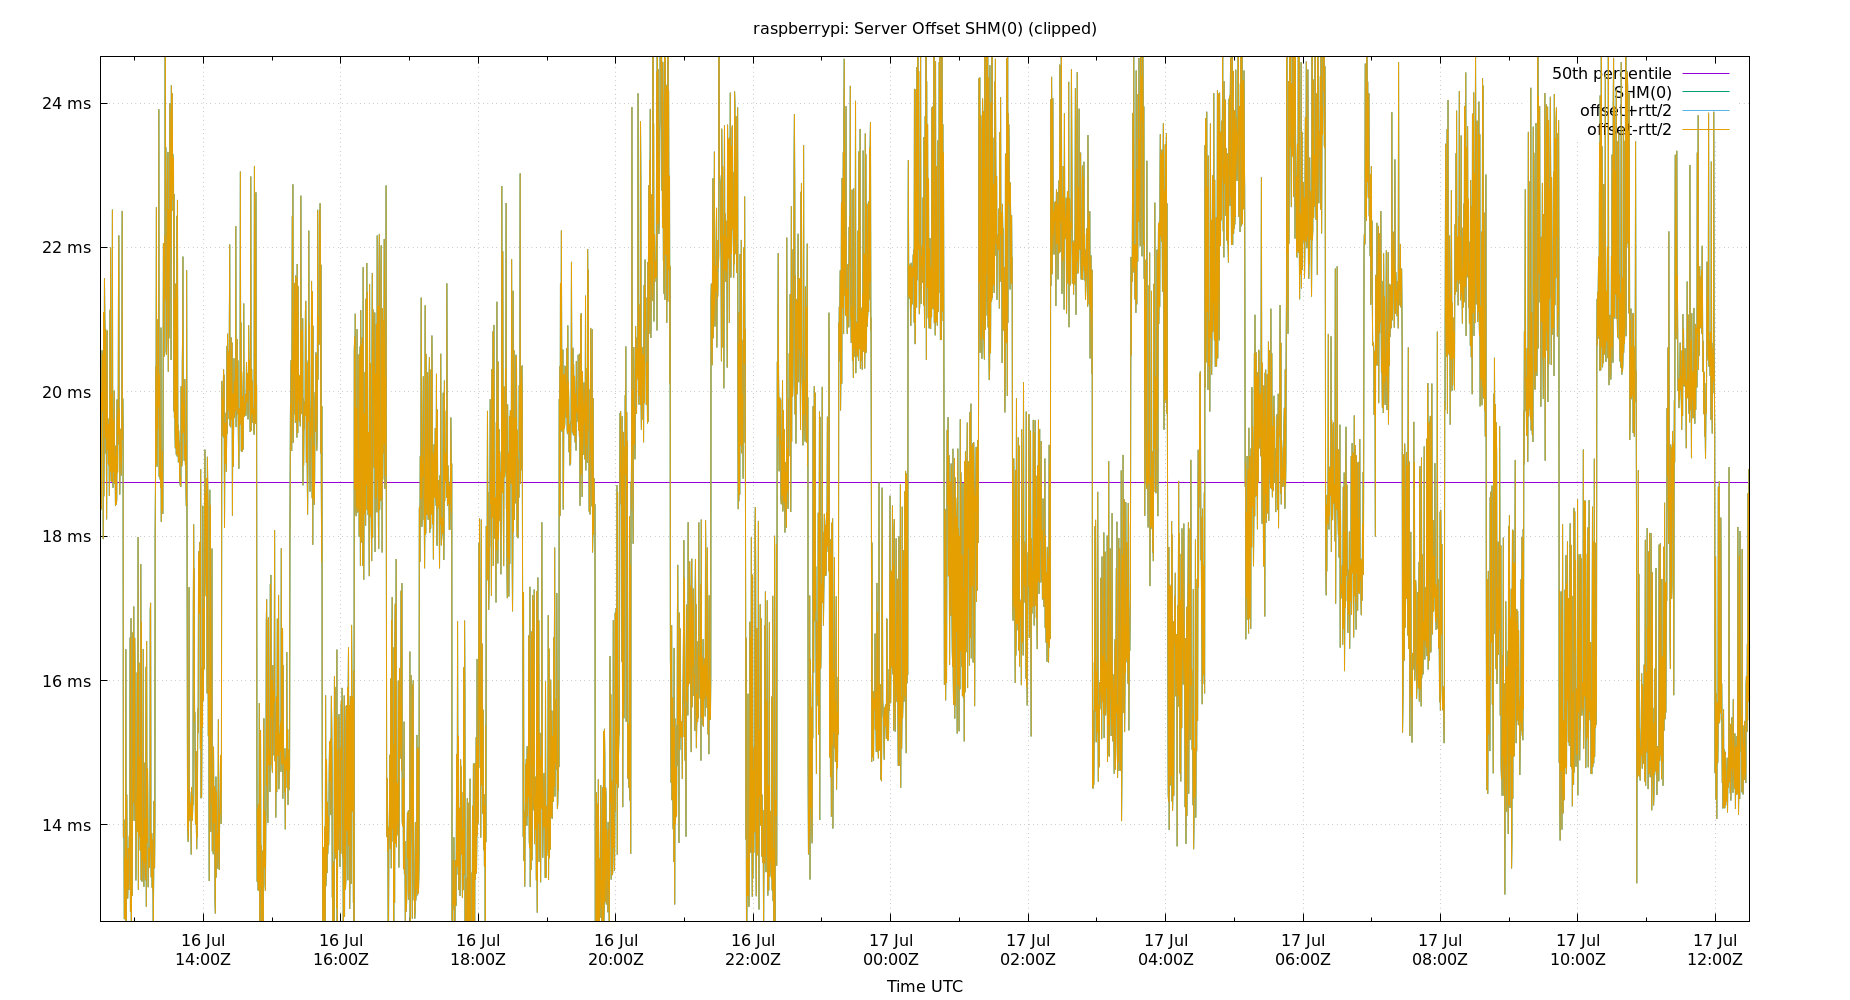 raspberrypi: Server Offset SHM(0) (clipped)
50th percentile
SHM(0)
offset+rtt/2
offset-rtt/2
24 ms
22 ms
20 ms
18 ms
16 ms
14 ms
16 Jul 16 Jul 16 Jul 16 Jul 16 Jul 17 Jul 17 Jul 17 Jul 17 Jul 17 Jul 17 Jul 17 Jul
14:00Z 16:00Z 18:00Z 20:00Z 22:00Z 00:00Z 02:00Z 04:00Z 06:00Z 08:00Z 10:00Z 12:00Z
Time UTC